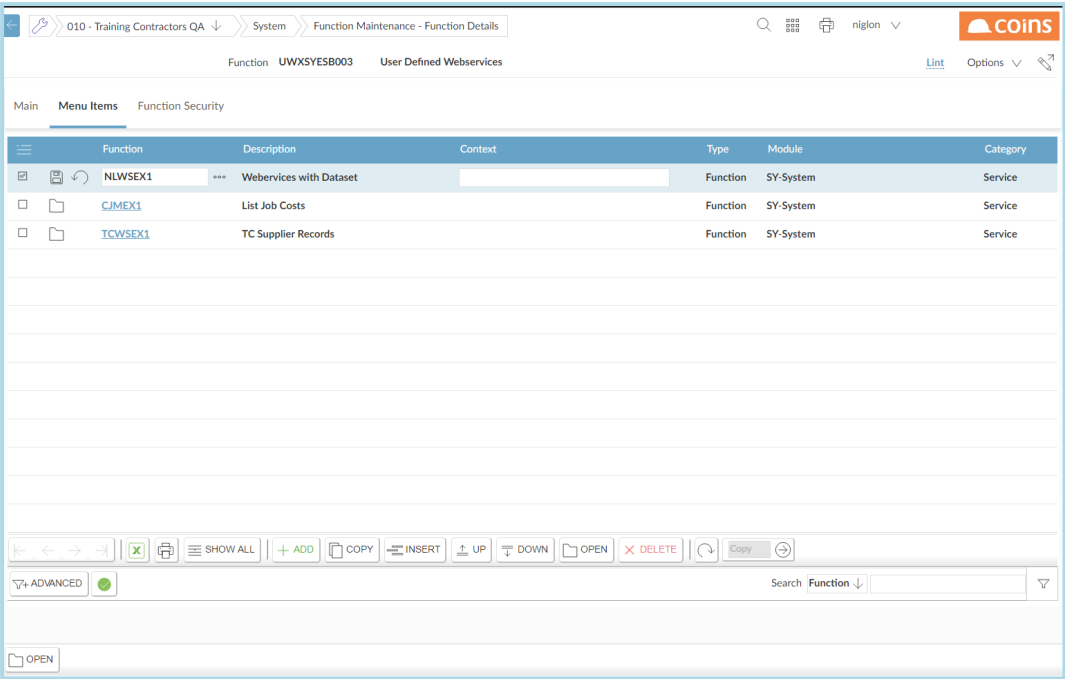 010 - Training Contractors QA System Function Maintenance - Function Details niglon coins
Function UWXSYESB003 User Defined Webservices Lint Options
Main Menu Items Function Security
Function Description Context Type Module Category
NLWSEX1 Webervices with Dataset Function SY-System Service
CJMEX1 List Job Costs Function SY-System Service
TCWSEX1 TC Supplier Records Function SY-System Service
X SHOW ALL + ADD COPY INSERT UP DOWN OPEN DELETE Copy
ADVANCED Search Function
OPEN